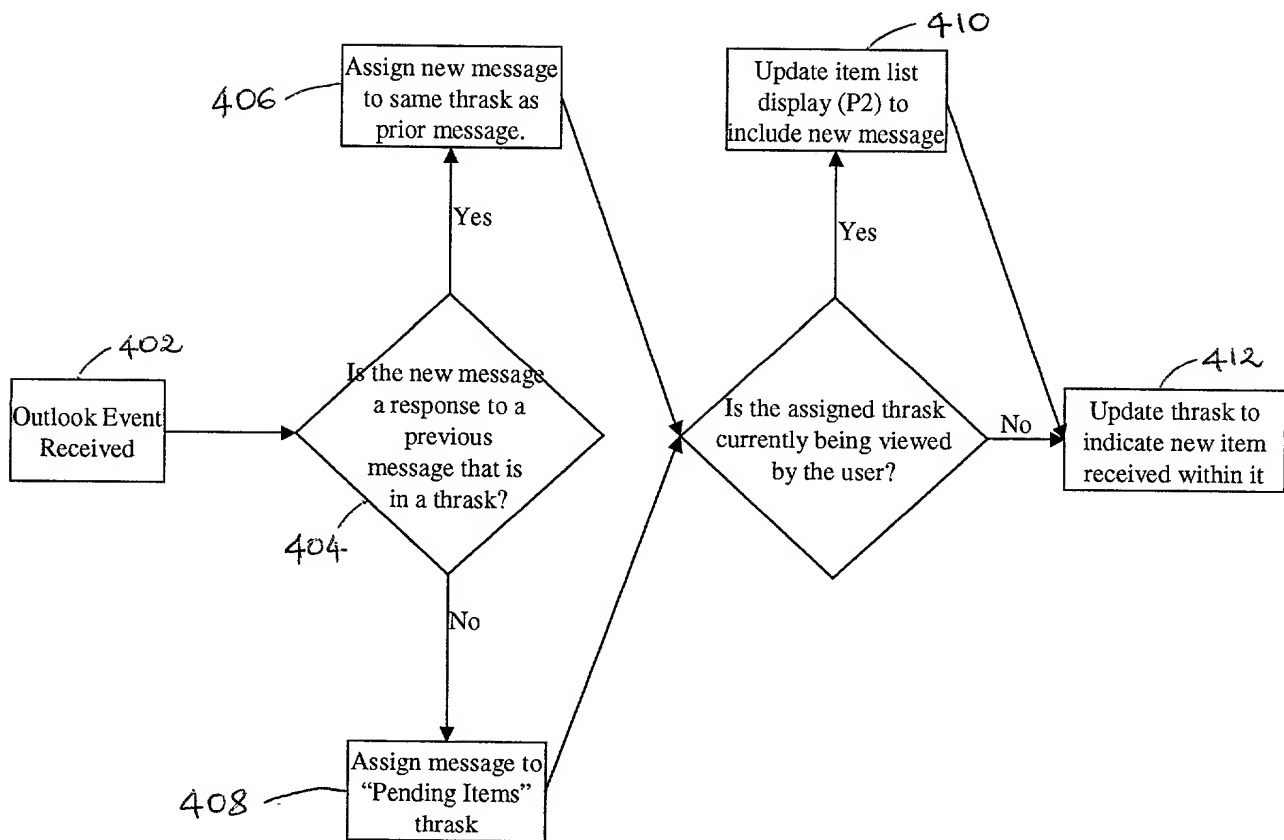 402
Outlook Event
Received
404
Is the new message
a response to a
previous
message that is
in a thrask?
Yes
406
Assign new message
to same thrask as
prior message.
No
408
Assign message to
“Pending Items”
thrask
Is the assigned thrask
currently being viewed
by the user?
Yes
410
Update item list
display (P2) to
include new message
No
412
Update thrask to
indicate new item
received within it